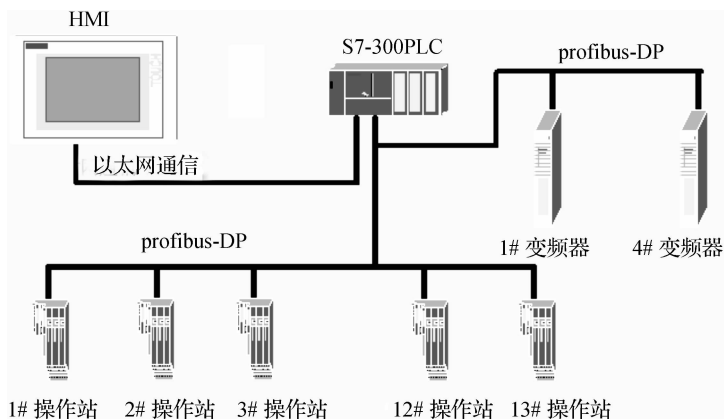 HMI
S7-300PLC
profibus-DP
以太网通信
1# 变频器
4# 变频器
profibus-DP
1# 操作站
2# 操作站
3# 操作站
12# 操作站
13# 操作站